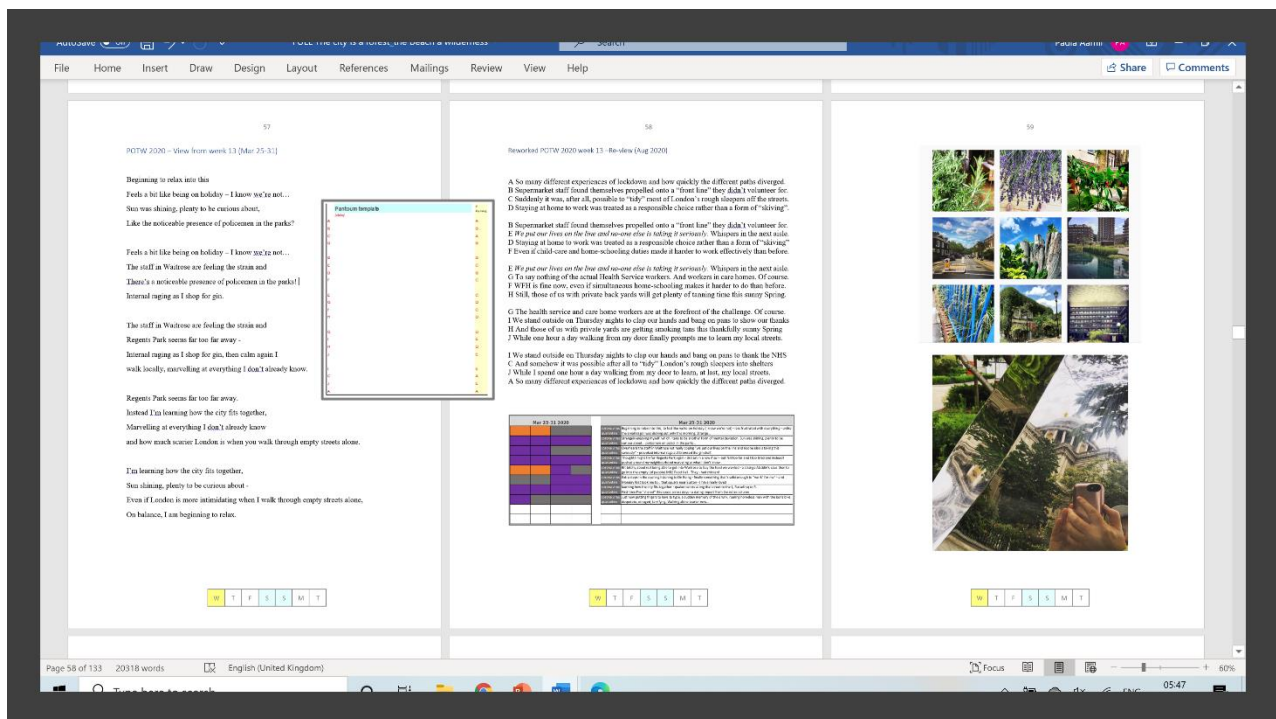 AutoSave Off
FULL The city is a forest_the beach a wilderness
Search
Paula Aamli
PA
File Home Insert Draw Design Layout References Mailings Review View Help
Share Comments
57
POTW 2020 – View from week 13 (Mar 25-31)
Beginning to relax into this
Feels a bit like being on holiday – I know we're not…
Sun was shining, plenty to be curious about,
Like the noticeable presence of policemen in the parks?
Feels a bit like being on holiday – I know we're not…
The staff in Waitrose are feeling the strain and
There's a noticeable presence of policemen in the parks!
Internal raging as I shop for gin.
The staff in Waitrose are feeling the strain and
Regents Park seems far too far away -
Internal raging as I shop for gin, then calm again I
walk locally, marvelling at everything I don't already know.
Regents Park seems far too far away.
Instead I'm learning how the city fits together,
Marvelling at everything I don't already know
and how much scarier London is when you walk through empty streets alone.
I'm learning how the city fits together,
Sun shining, plenty to be curious about -
Even if London is more intimidating when I walk through empty streets alone,
On balance, I am beginning to relax.
W T F S S M T
Pantoum template
58
Reworked POTW 2020 week 13 –Re-view (Aug 2020)
A So many different experiences of lockdown and how quickly the different paths diverged.
B Supermarket staff found themselves propelled onto a "front line" they didn't volunteer for.
C Suddenly it was, after all, possible to "tidy" most of London's rough sleepers off the streets.
D Staying at home to work was treated as a responsible choice rather than a form of "skiving".
B Supermarket staff found themselves propelled onto a "front line" they didn't volunteer for.
E We put our lives on the line and no-one else is taking it seriously. Whispers in the next aisle.
D Staying at home to work was treated as a responsible choice rather than a form of "skiving"
F Even if child-care and home-schooling duties made it harder to work effectively than before.
E We put our lives on the line and no-one else is taking it seriously. Whispers in the next aisle.
G To say nothing of the actual Health Service workers. And workers in care homes. Of course.
F WFH is fine now, even if simultaneous home-schooling makes it harder to do than before.
H Still, those of us with private back yards will get plenty of tanning time this sunny Spring.
G The health service and care home workers are at the forefront of the challenge. Of course.
I We stand outside on Thursday nights to clap our hands and bang on pans to show our thanks
H And those of us with private yards are getting smoking tans this thankfully sunny Spring
J While one hour a day walking from my door finally prompts me to learn my local streets.
I We stand outside on Thursday nights to clap our hands and bang on pans to thank the NHS
C And somehow it was possible after all to "tidy" London's rough sleepers into shelters
J While I spend one hour a day walking from my door to learn, at last, my local streets.
A So many different experiences of lockdown and how quickly the different paths diverged.
Mar 25-31 2020 Mar 25-31 2020
W T F S S M T
59
W T F S S M T
Page 58 of 133 20318 words English (United Kingdom)
Focus 60%
Type here to search
ENG 05:47